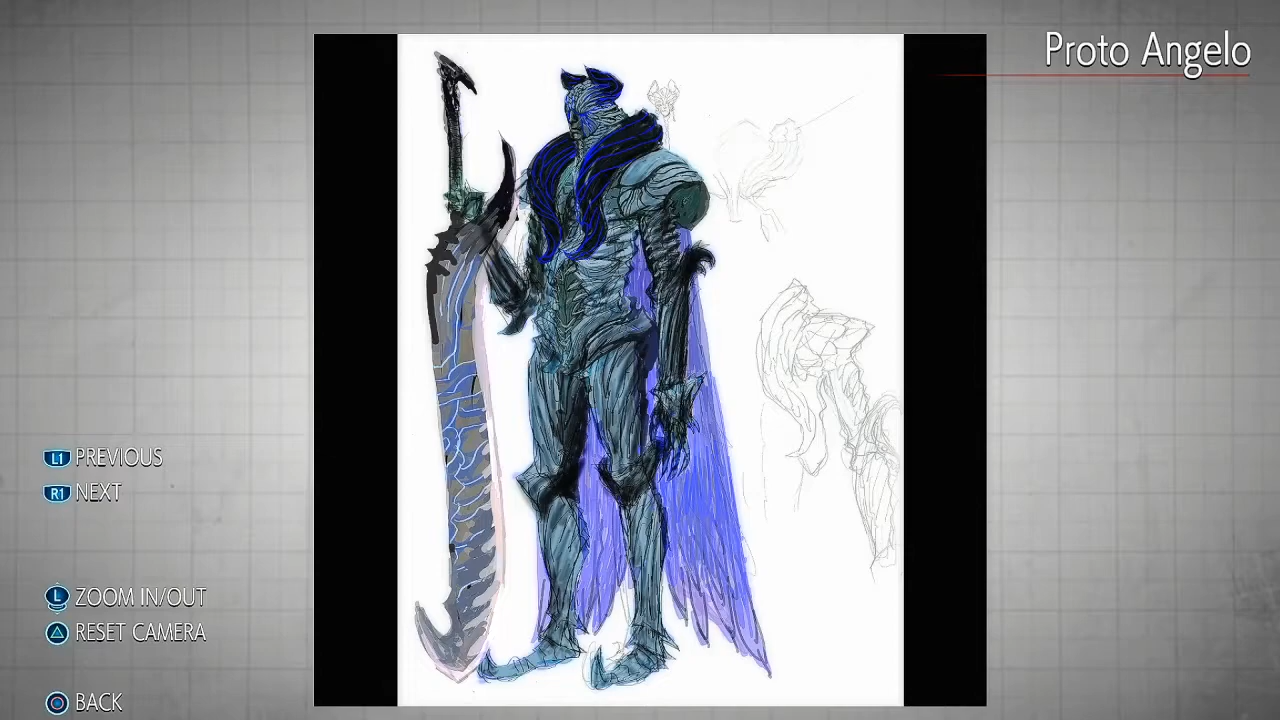 Proto Angelo
L1 PREVIOUS
R1 NEXT
L ZOOM IN/OUT
RESET CAMERA
BACK